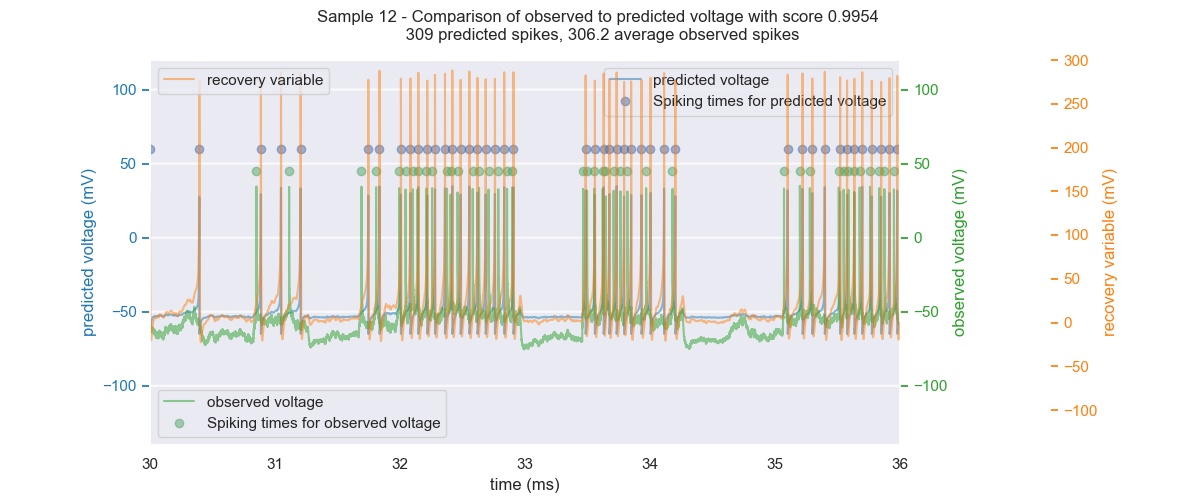 Sample 12 - Comparison of observed to predicted voltage with score 0.9954
309 predicted spikes, 306.2 average observed spikes
recovery variable
predicted voltage
Spiking times for predicted voltage
observed voltage
Spiking times for observed voltage
predicted voltage (mV)
100
50
0
−50
−100
observed voltage (mV)
100
50
0
−50
−100
recovery variable (mV)
300
250
200
150
100
50
0
−50
−100
30 31 32 33 34 35 36
time (ms)